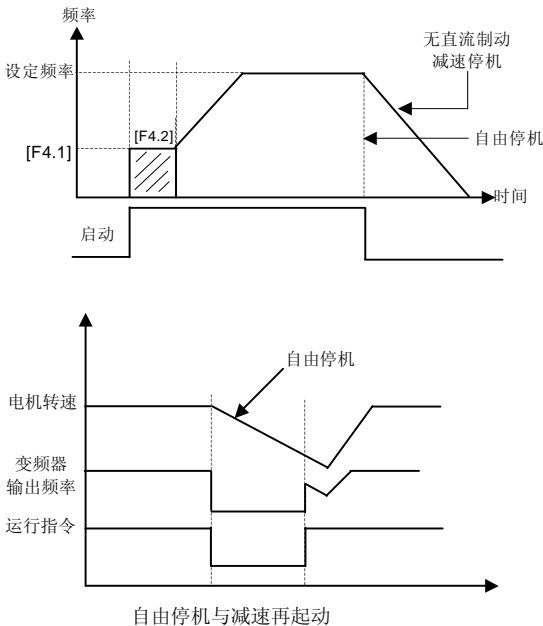 频率
无直流制动
减速停机
设定频率
[F4.2]
自由停机
[F4.1]
时间
启动
自由停机
电机转速
变频器
输出频率
运行指令
自由停机与减速再起动